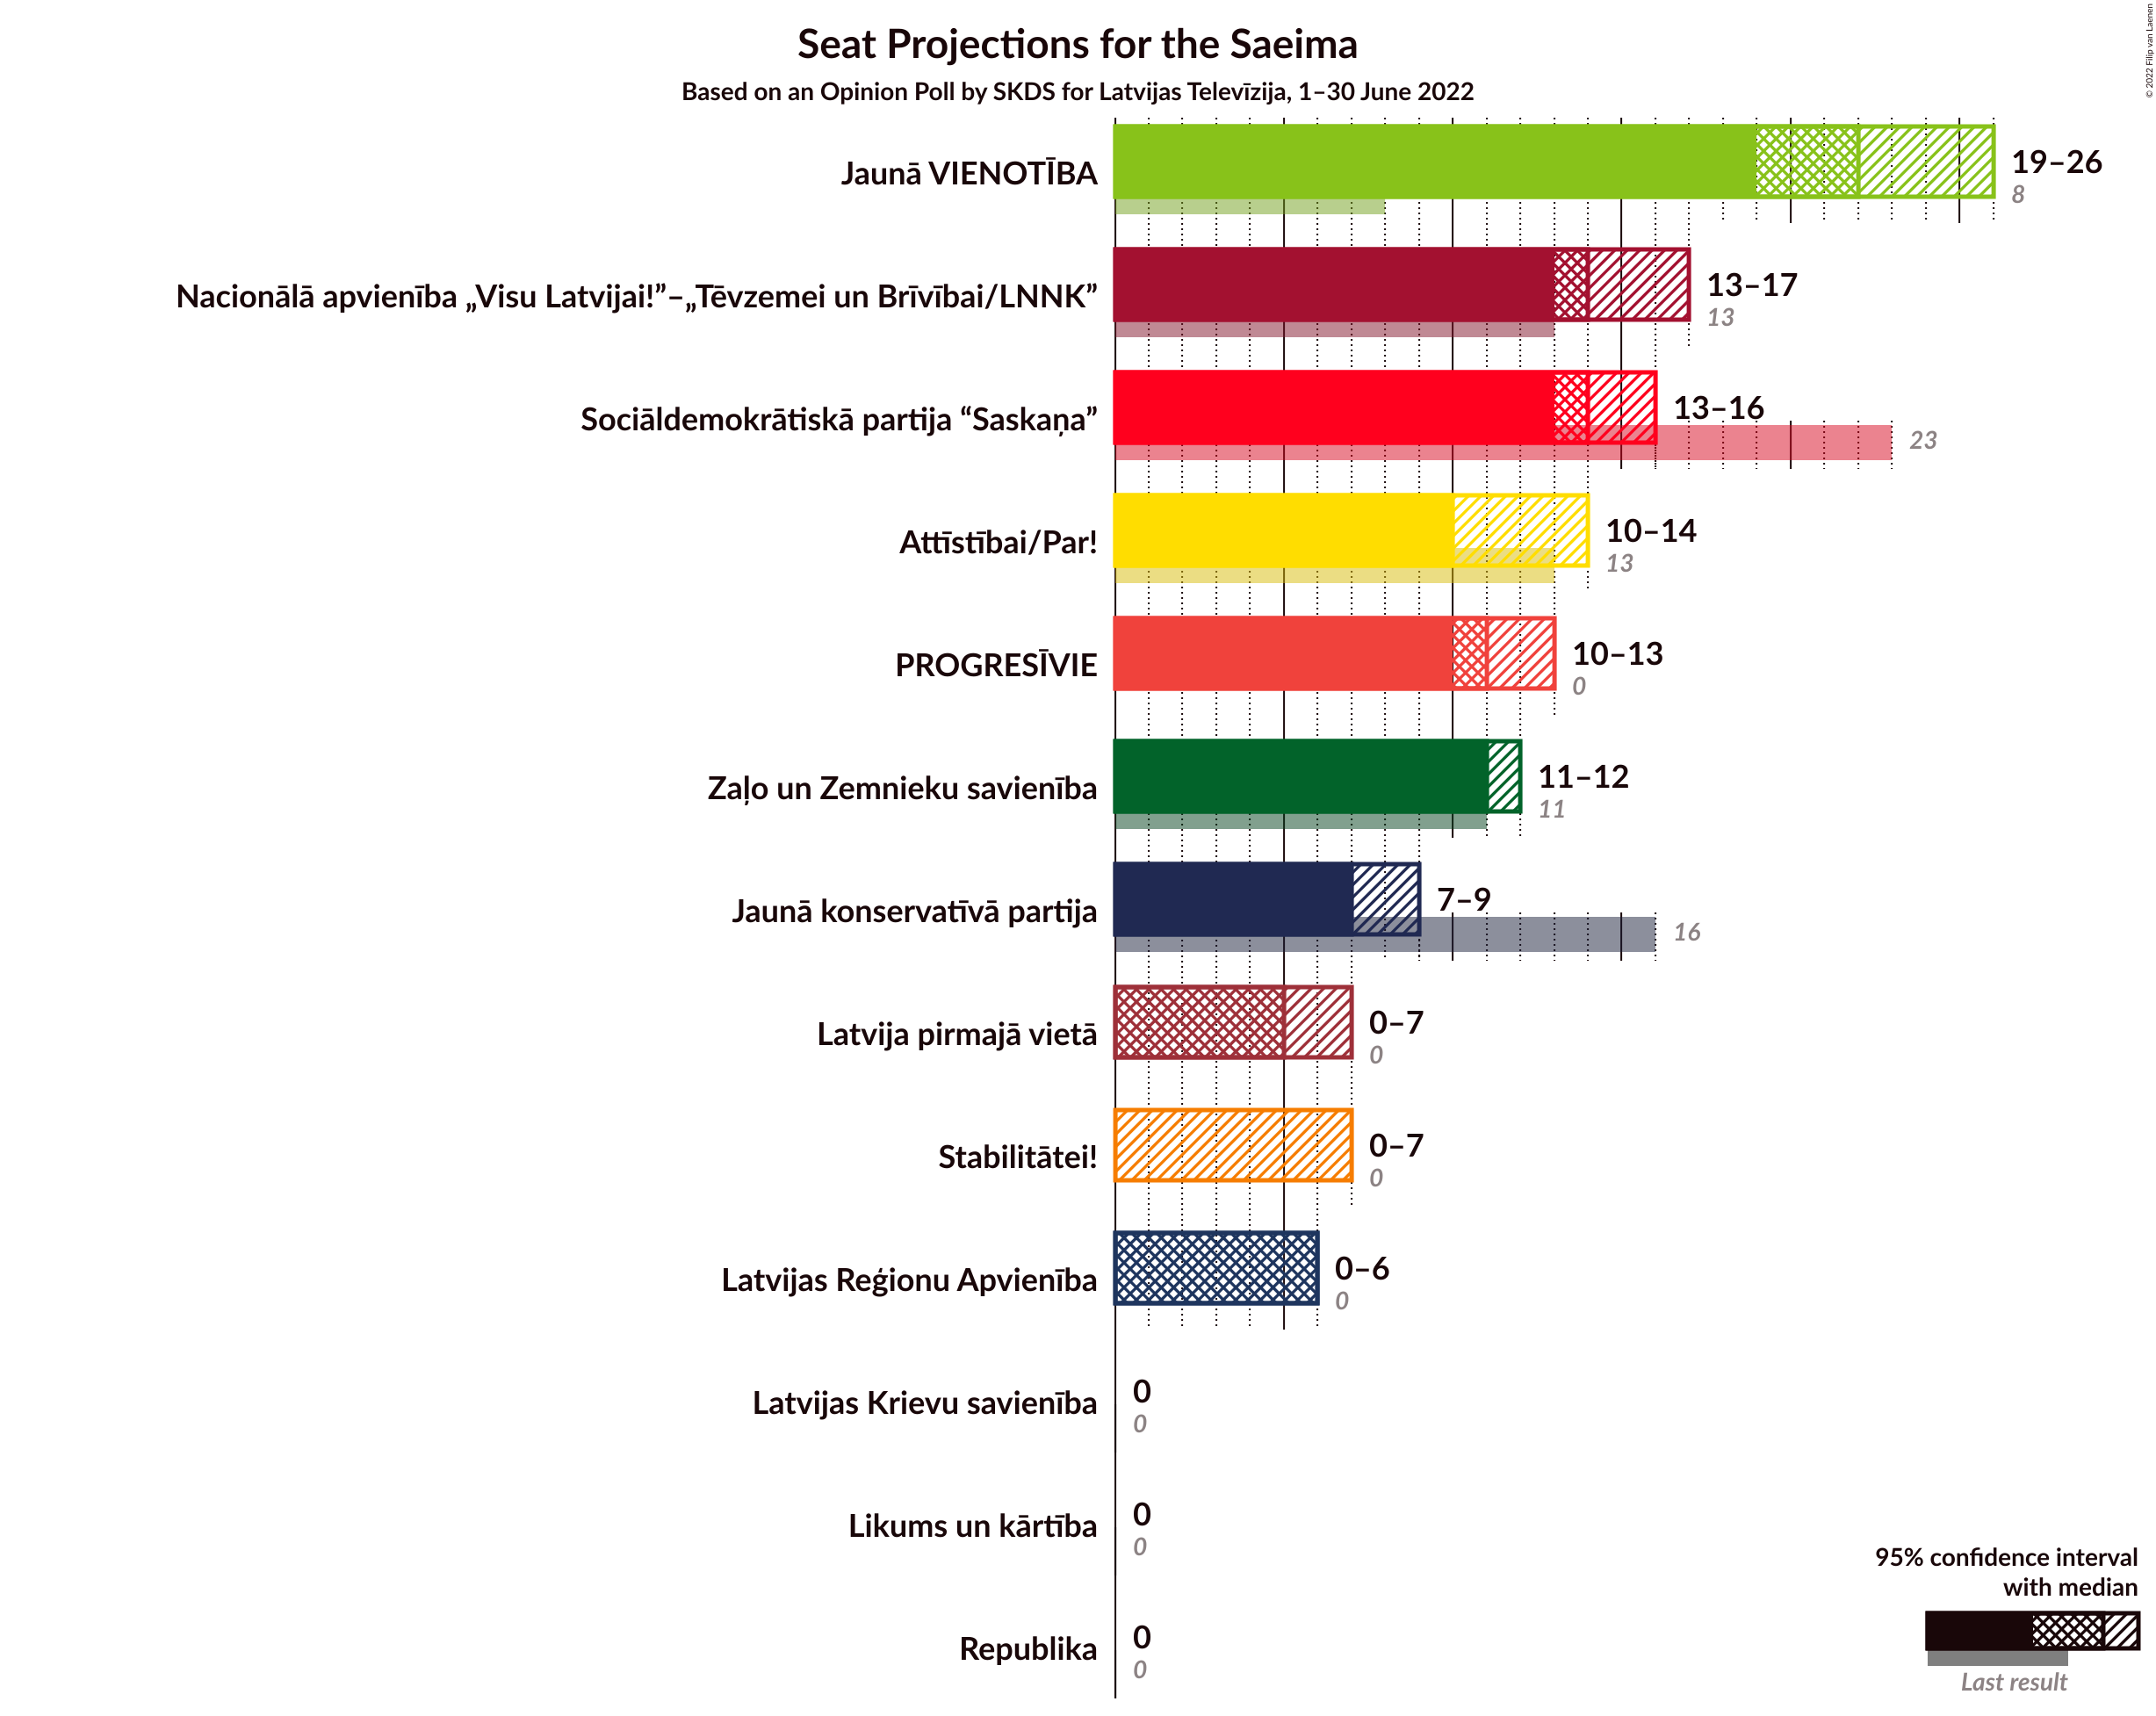 Seat Projections for the Saeima
Based on an Opinion Poll by SKDS for Latvijas Televīzija, 1–30 June 2022
© 2022 Filip van Laenen
Jaunā VIENOTĪBA
19–26
8
Nacionālā apvienība „Visu Latvijai!”–„Tēvzemei un Brīvībai/LNNK”
13–17
13
Sociāldemokrātiskā partija “Saskaņa”
13–16
23
Attīstībai/Par!
10–14
13
PROGRESĪVIE
10–13
0
Zaļo un Zemnieku savienība
11–12
11
Jaunā konservatīvā partija
7–9
16
Latvija pirmajā vietā
0–7
0
Stabilitātei!
0–7
0
Latvijas Reģionu Apvienība
0–6
0
Latvijas Krievu savienība
0
0
Likums un kārtība
0
0
Republika
0
0
95% confidence interval
with median
Last result